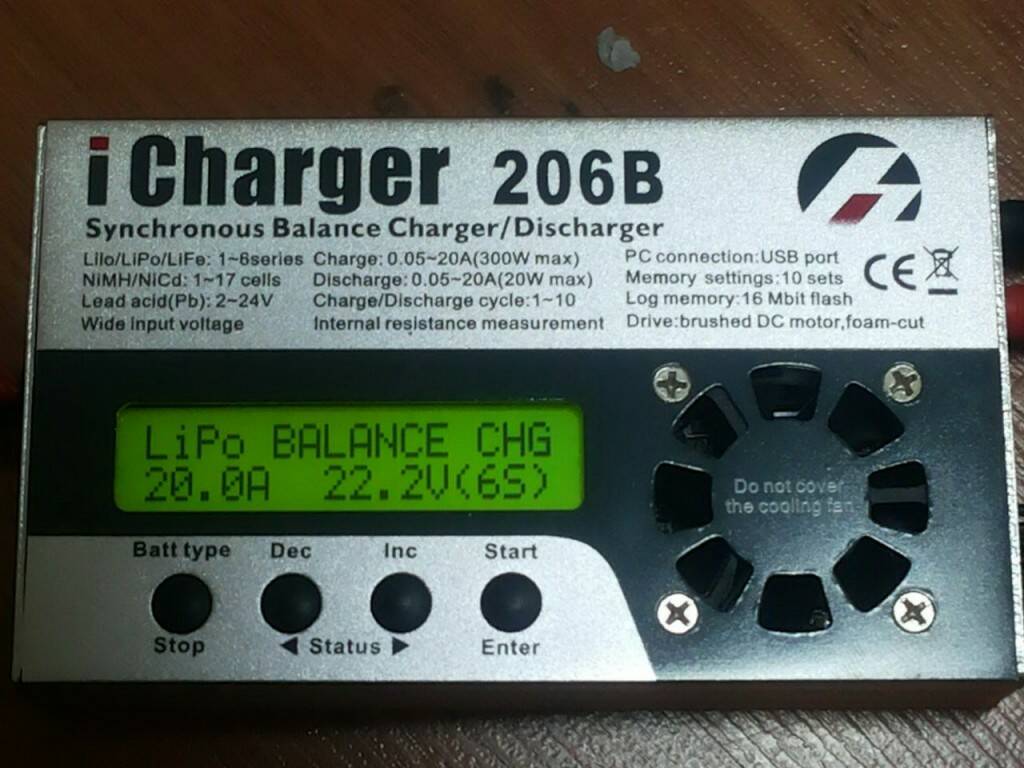 iCharger 206B
Synchronous Balance Charger/Discharger
LiIo/LiPo/LiFe: 1~6series Charge: 0.05~20A(300W max) PC connection:USB port
NiMH/NiCd: 1~17 cells Discharge: 0.05~20A(20W max) Memory settings:10 sets
Lead acid(Pb): 2~24V Charge/Discharge cycle:1~10 Log memory:16 Mbit flash
Wide input voltage Internal resistance measurement Drive:brushed DC motor,foam-cut
CE
LiPo BALANCE CHG
20.0A 22.2V(6S)
Do not cover
the cooling fan
Batt type Dec Inc Start
Stop ◀ Status ▶ Enter